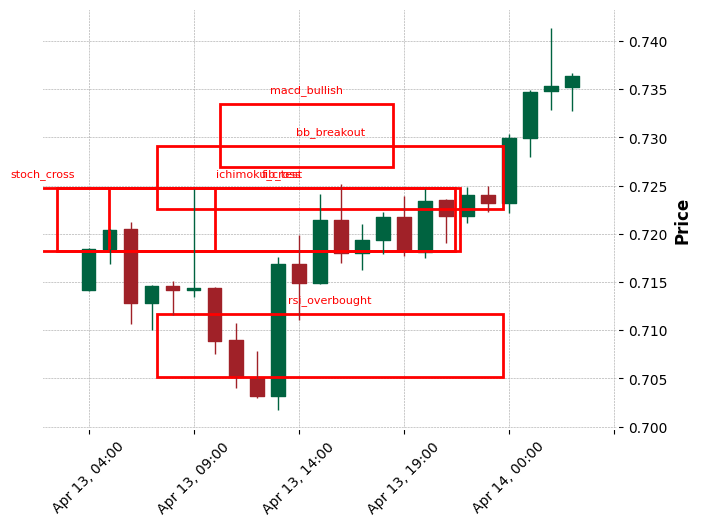 0.740
macd_bullish
0.735
bb_breakout
0.730
stoch_cross
0.725
0.720
Price
0.715
rsi_overbought
0.710
0.705
0.700
Apr 13, 04:00
Apr 13, 09:00
Apr 13, 14:00
Apr 13, 19:00
Apr 14, 00:00